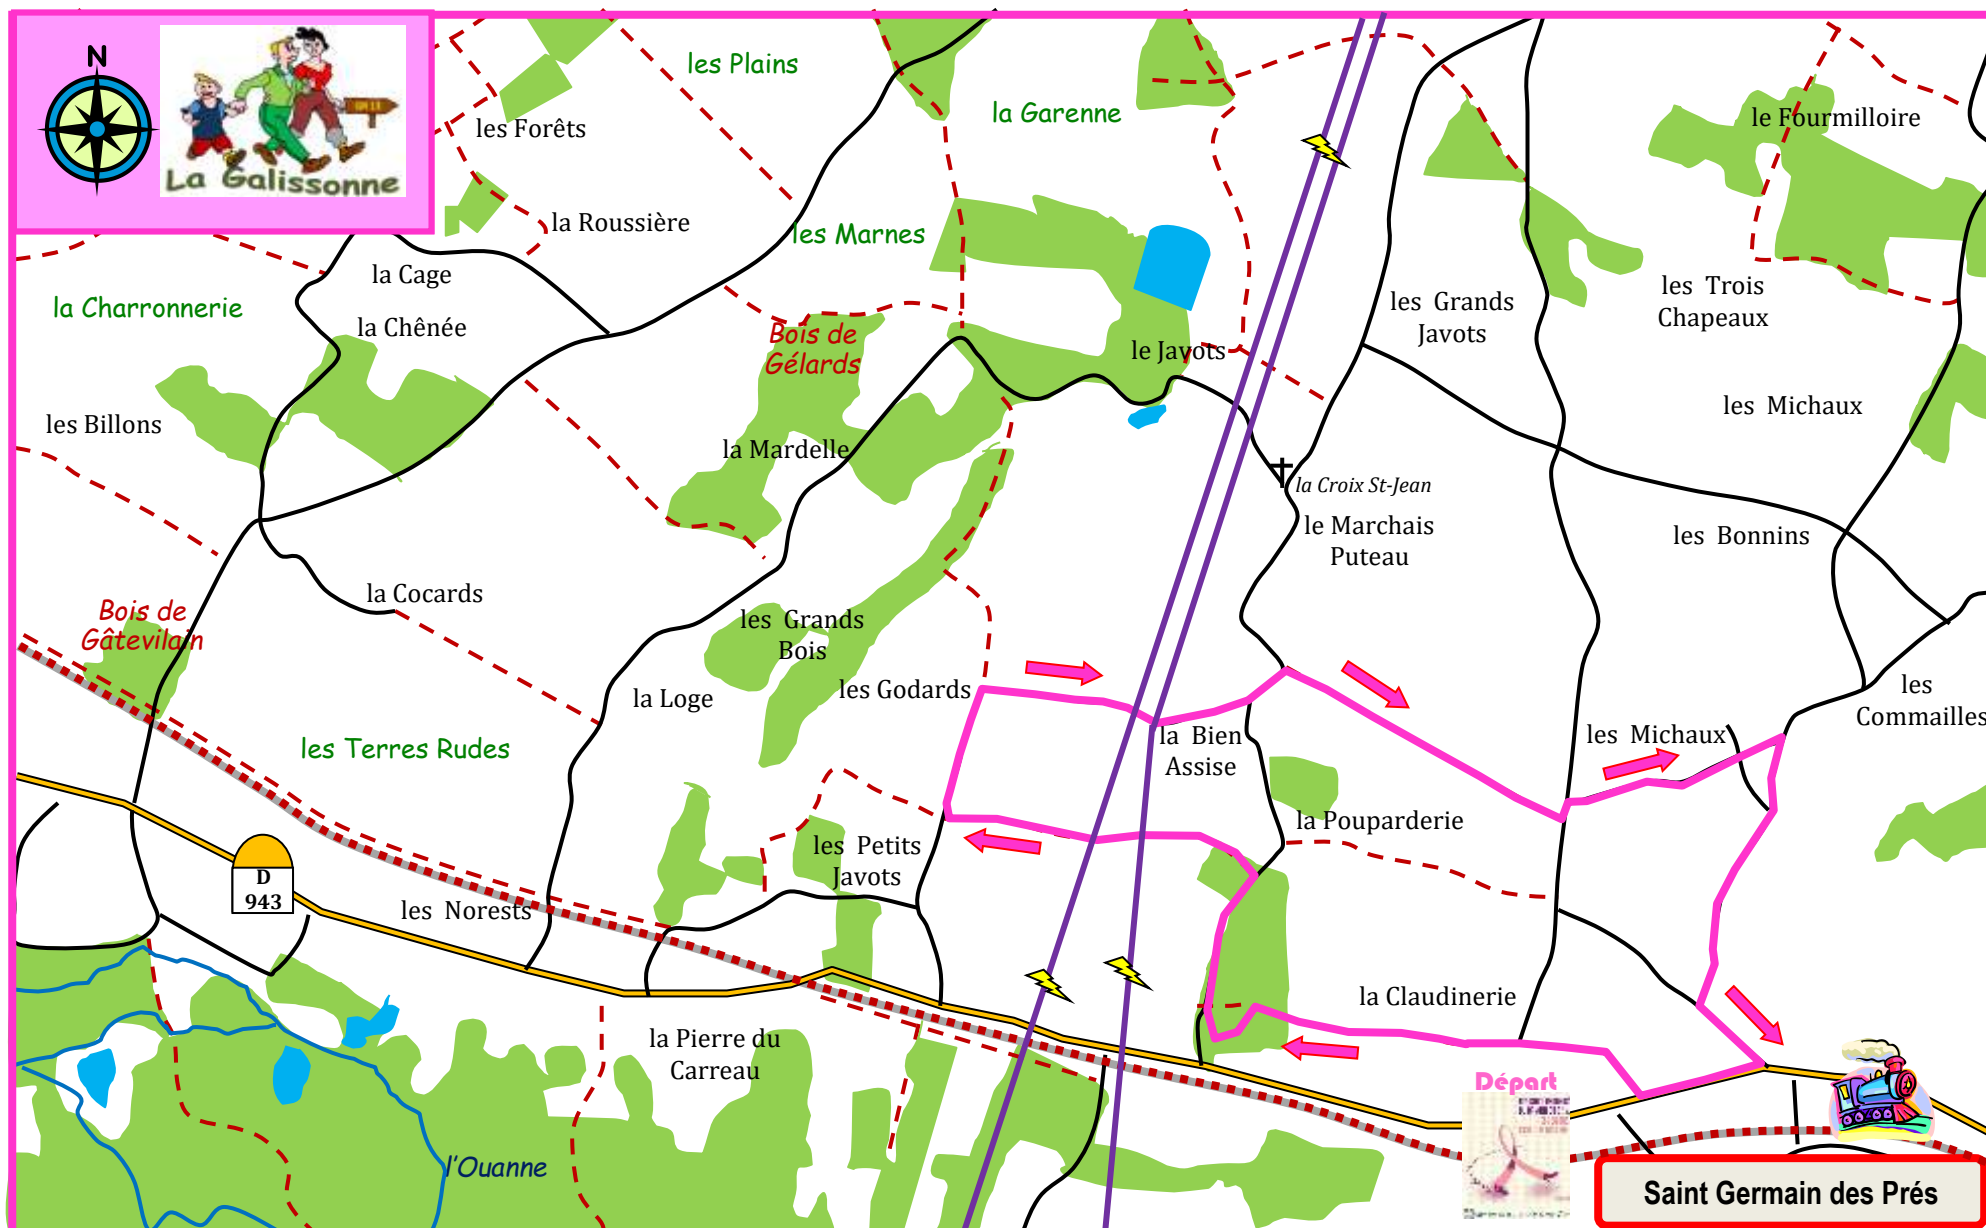 N
La Galissonne
les Plains
la Garenne
les Forêts
le Fourmilloire
la Roussière
les Marnes
la Cage
la Charronnerie
la Chênée
les Grands
Javots
les Trois
Chapeaux
Bois de
Gélards
le Javots
les Billons
les Michaux
la Mardelle
la Croix St-Jean
le Marchais
Puteau
les Bonnins
la Cocards
Bois de
Gâtevilain
les Grands
Bois
la Loge
les Godards
les
Commailles
les Terres Rudes
la Bien
Assise
les Michaux
la Pouparderie
les Petits
Javots
D
943
les Norests
la Claudinerie
la Pierre du
Carreau
Départ
l'Ouanne
Saint Germain des Prés